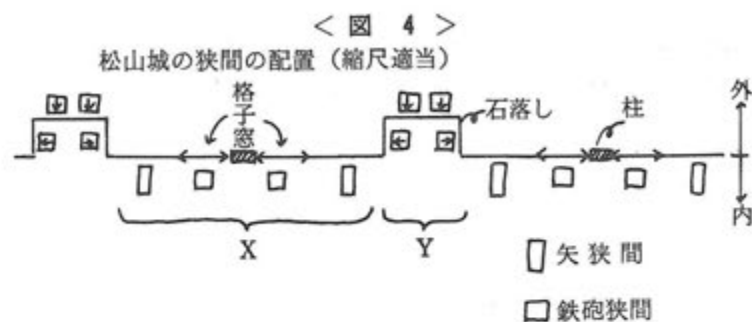 ＜図 4＞
松山城の狭間の配置（縮尺適当）
格子窓
石落し
柱
外
内
X
Y
矢狭間
鉄砲狭間